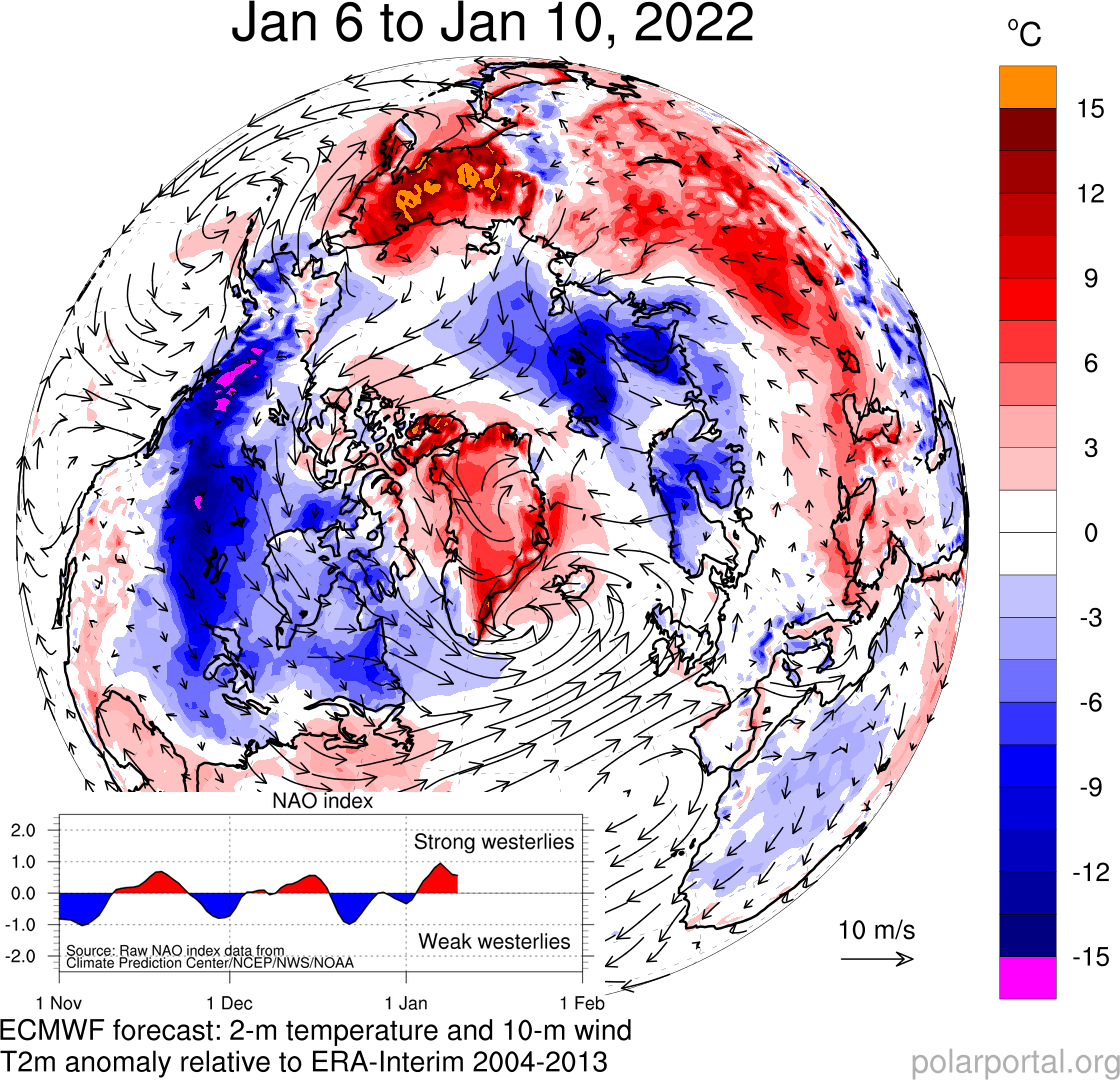 Jan 6 to Jan 10, 2022
°C
15
12
9
6
3
0
-3
-6
-9
-12
-15
NAO index
2.0
1.0
0.0
-1.0
-2.0
Strong westerlies
Weak westerlies
Source: Raw NAO index data from
Climate Prediction Center/NCEP/NWS/NOAA
1 Nov 1 Dec 1 Jan 1 Feb
10 m/s
ECMWF forecast: 2-m temperature and 10-m wind
T2m anomaly relative to ERA-Interim 2004-2013
polarportal.org